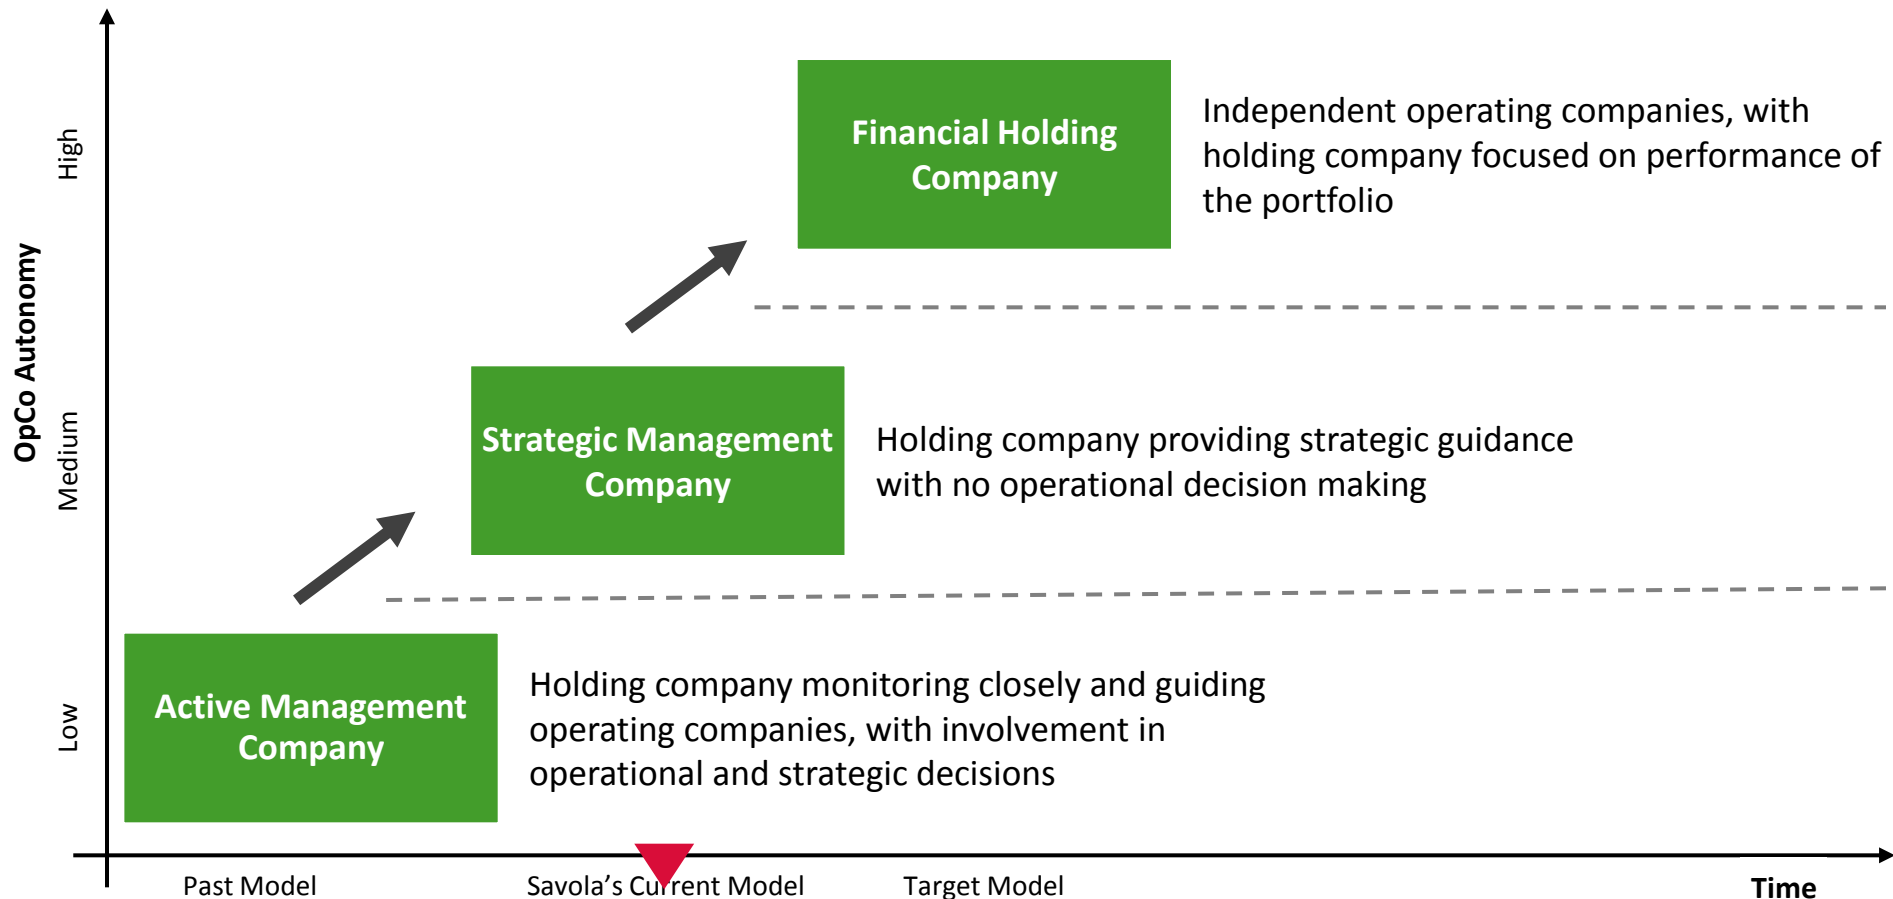 Financial Holding
Company
Independent operating companies, with
holding company focused on performance of
the portfolio
High
OpCo Autonomy
Medium
Strategic Management
Company
Holding company providing strategic guidance
with no operational decision making
Low
Active Management
Company
Holding company monitoring closely and guiding
operating companies, with involvement in
operational and strategic decisions
Past Model
Savola's Current Model
Target Model
Time